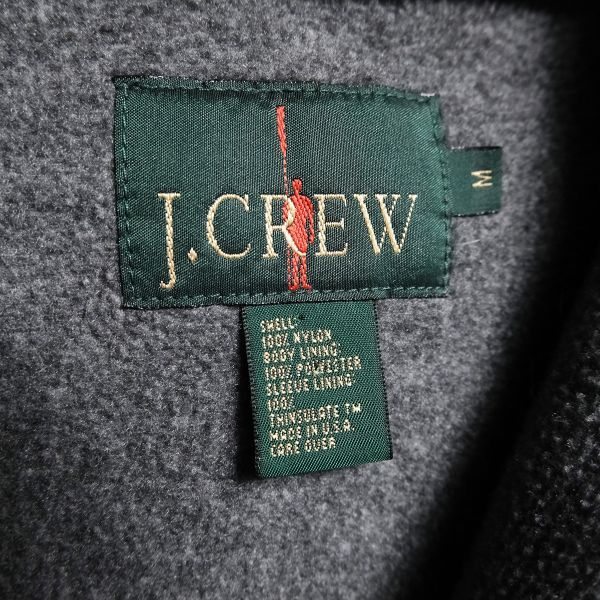 J.CREW
M
SHELL:
100% NYLON,
BODY LINING:
100% POLYESTER
SLEEVE LINING:
100%
THINSULATE TM
MADE IN U.S.A.
CARE OVER